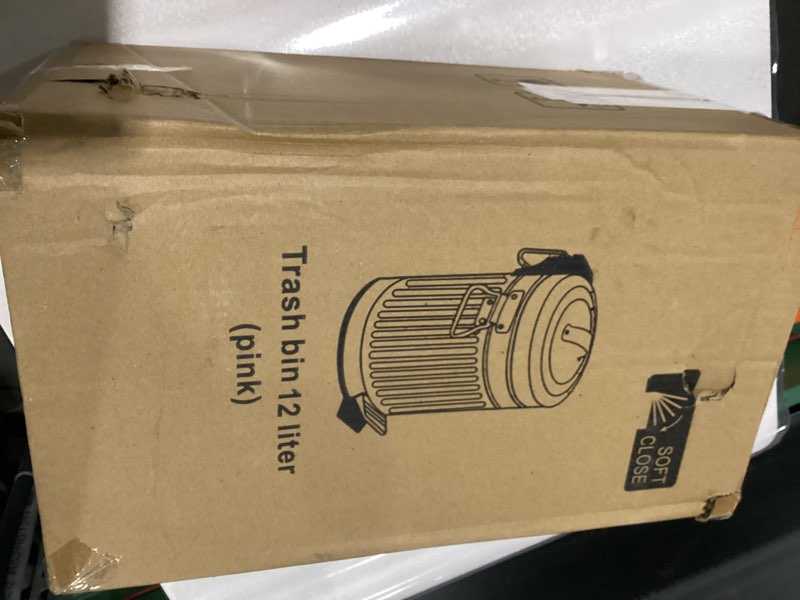 SOFT
CLOSE
Trash bin 12 liter
(pink)